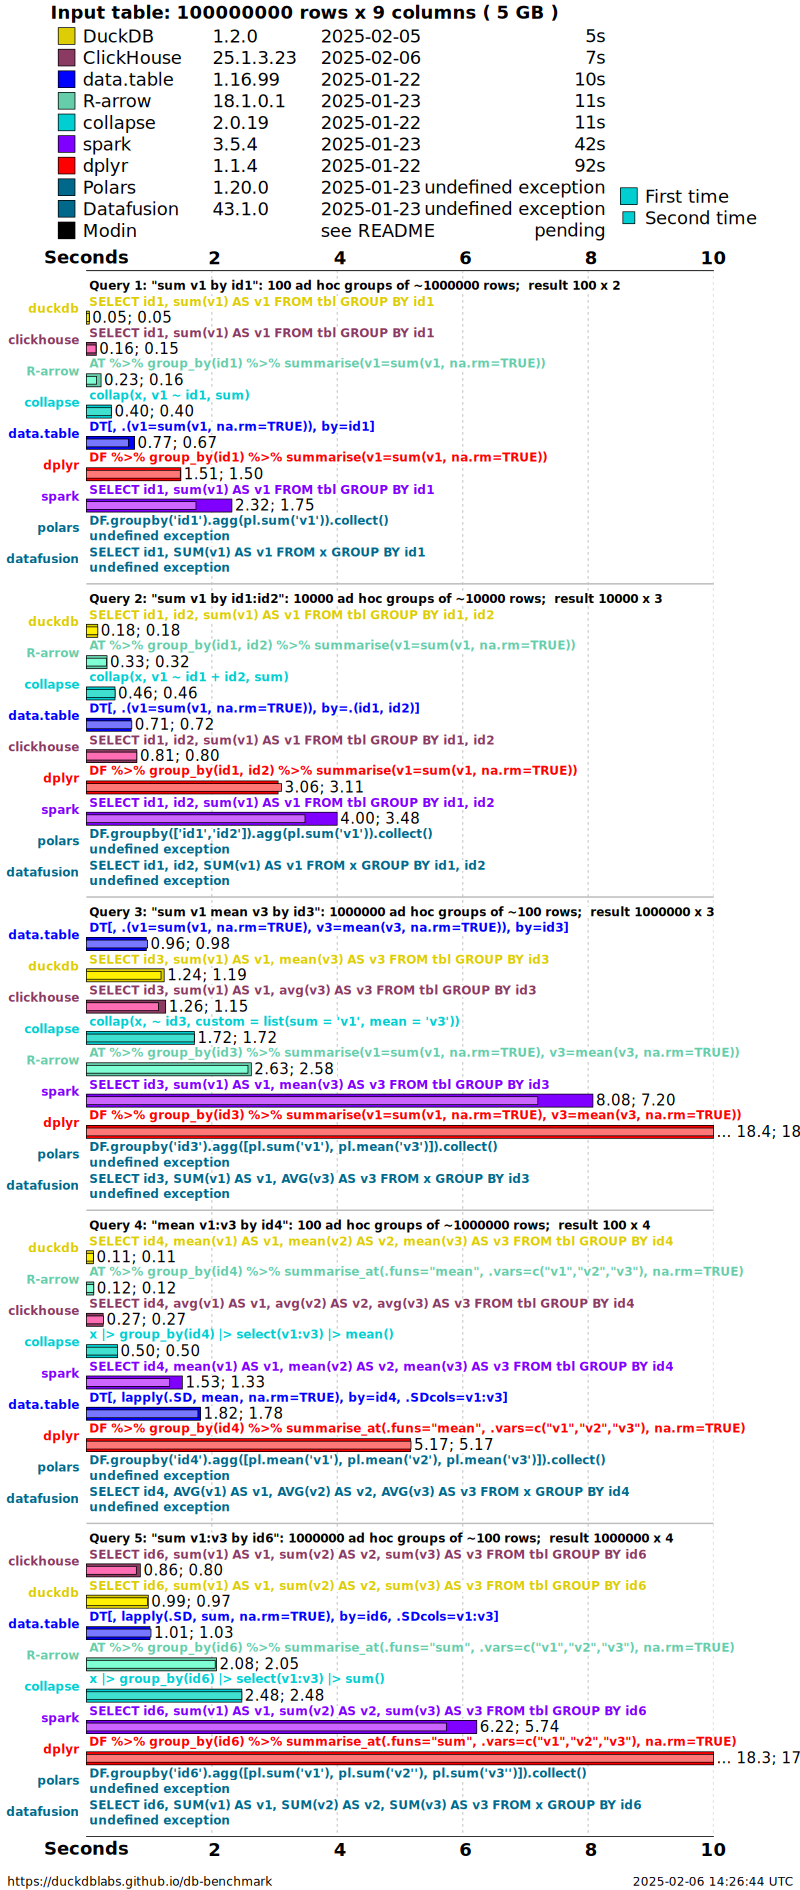 Input table: 100000000 rows x 9 columns ( 5 GB )
DuckDB 1.2.0 2025-02-05 5s
ClickHouse 25.1.3.23 2025-02-06 7s
data.table 1.16.99 2025-01-22 10s
R-arrow 18.1.0.1 2025-01-23 11s
collapse 2.0.19 2025-01-22 11s
spark 3.5.4 2025-01-23 42s
dplyr 1.1.4 2025-01-22 92s
Polars 1.20.0 2025-01-23 undefined exception
Datafusion 43.1.0 2025-01-23 undefined exception
Modin see README pending
First time
Second time
Seconds 2 4 6 8 10
Query 1: "sum v1 by id1": 100 ad hoc groups of ~1000000 rows; result 100 x 2
SELECT id1, sum(v1) AS v1 FROM tbl GROUP BY id1
duckdb 0.05; 0.05
SELECT id1, sum(v1) AS v1 FROM tbl GROUP BY id1
clickhouse 0.16; 0.15
AT %>% group_by(id1) %>% summarise(v1=sum(v1, na.rm=TRUE))
R-arrow 0.23; 0.16
collap(x, v1 ~ id1, sum)
collapse 0.40; 0.40
DT[, .(v1=sum(v1, na.rm=TRUE)), by=id1]
data.table 0.77; 0.67
DF %>% group_by(id1) %>% summarise(v1=sum(v1, na.rm=TRUE))
dplyr 1.51; 1.50
SELECT id1, sum(v1) AS v1 FROM tbl GROUP BY id1
spark 2.32; 1.75
DF.groupby('id1').agg(pl.sum('v1')).collect()
polars undefined exception
SELECT id1, SUM(v1) AS v1 FROM x GROUP BY id1
datafusion undefined exception
Query 2: "sum v1 by id1:id2": 10000 ad hoc groups of ~10000 rows; result 10000 x 3
SELECT id1, id2, sum(v1) AS v1 FROM tbl GROUP BY id1, id2
duckdb 0.18; 0.18
AT %>% group_by(id1, id2) %>% summarise(v1=sum(v1, na.rm=TRUE))
R-arrow 0.33; 0.32
collap(x, v1 ~ id1 + id2, sum)
collapse 0.46; 0.46
DT[, .(v1=sum(v1, na.rm=TRUE)), by=.(id1, id2)]
data.table 0.71; 0.72
SELECT id1, id2, sum(v1) AS v1 FROM tbl GROUP BY id1, id2
clickhouse 0.81; 0.80
DF %>% group_by(id1, id2) %>% summarise(v1=sum(v1, na.rm=TRUE))
dplyr 3.06; 3.11
SELECT id1, id2, sum(v1) AS v1 FROM tbl GROUP BY id1, id2
spark 4.00; 3.48
DF.groupby(['id1','id2']).agg(pl.sum('v1')).collect()
polars undefined exception
SELECT id1, id2, SUM(v1) AS v1 FROM x GROUP BY id1, id2
datafusion undefined exception
Query 3: "sum v1 mean v3 by id3": 1000000 ad hoc groups of ~100 rows; result 1000000 x 3
DT[, .(v1=sum(v1, na.rm=TRUE), v3=mean(v3, na.rm=TRUE)), by=id3]
data.table 0.96; 0.98
SELECT id3, sum(v1) AS v1, mean(v3) AS v3 FROM tbl GROUP BY id3
duckdb 1.24; 1.19
SELECT id3, sum(v1) AS v1, avg(v3) AS v3 FROM tbl GROUP BY id3
clickhouse 1.26; 1.15
collap(x, ~ id3, custom = list(sum = 'v1', mean = 'v3'))
collapse 1.72; 1.72
AT %>% group_by(id3) %>% summarise(v1=sum(v1, na.rm=TRUE), v3=mean(v3, na.rm=TRUE))
R-arrow 2.63; 2.58
SELECT id3, sum(v1) AS v1, mean(v3) AS v3 FROM tbl GROUP BY id3
spark 8.08; 7.20
DF %>% group_by(id3) %>% summarise(v1=sum(v1, na.rm=TRUE), v3=mean(v3, na.rm=TRUE))
dplyr ... 18.4; 18
DF.groupby('id3').agg([pl.sum('v1'), pl.mean('v3')]).collect()
polars undefined exception
SELECT id3, SUM(v1) AS v1, AVG(v3) AS v3 FROM x GROUP BY id3
datafusion undefined exception
Query 4: "mean v1:v3 by id4": 100 ad hoc groups of ~1000000 rows; result 100 x 4
SELECT id4, mean(v1) AS v1, mean(v2) AS v2, mean(v3) AS v3 FROM tbl GROUP BY id4
duckdb 0.11; 0.11
AT %>% group_by(id4) %>% summarise_at(.funs="mean", .vars=c("v1","v2","v3"), na.rm=TRUE)
R-arrow 0.12; 0.12
SELECT id4, avg(v1) AS v1, avg(v2) AS v2, avg(v3) AS v3 FROM tbl GROUP BY id4
clickhouse 0.27; 0.27
x |> group_by(id4) |> select(v1:v3) |> mean()
collapse 0.50; 0.50
SELECT id4, mean(v1) AS v1, mean(v2) AS v2, mean(v3) AS v3 FROM tbl GROUP BY id4
spark 1.53; 1.33
DT[, lapply(.SD, mean, na.rm=TRUE), by=id4, .SDcols=v1:v3]
data.table 1.82; 1.78
DF %>% group_by(id4) %>% summarise_at(.funs="mean", .vars=c("v1","v2","v3"), na.rm=TRUE)
dplyr 5.17; 5.17
DF.groupby('id4').agg([pl.mean('v1'), pl.mean('v2'), pl.mean('v3')]).collect()
polars undefined exception
SELECT id4, AVG(v1) AS v1, AVG(v2) AS v2, AVG(v3) AS v3 FROM x GROUP BY id4
datafusion undefined exception
Query 5: "sum v1:v3 by id6": 1000000 ad hoc groups of ~100 rows; result 1000000 x 4
SELECT id6, sum(v1) AS v1, sum(v2) AS v2, sum(v3) AS v3 FROM tbl GROUP BY id6
clickhouse 0.86; 0.80
SELECT id6, sum(v1) AS v1, sum(v2) AS v2, sum(v3) AS v3 FROM tbl GROUP BY id6
duckdb 0.99; 0.97
DT[, lapply(.SD, sum, na.rm=TRUE), by=id6, .SDcols=v1:v3]
data.table 1.01; 1.03
AT %>% group_by(id6) %>% summarise_at(.funs="sum", .vars=c("v1","v2","v3"), na.rm=TRUE)
R-arrow 2.08; 2.05
x |> group_by(id6) |> select(v1:v3) |> sum()
collapse 2.48; 2.48
SELECT id6, sum(v1) AS v1, sum(v2) AS v2, sum(v3) AS v3 FROM tbl GROUP BY id6
spark 6.22; 5.74
DF %>% group_by(id6) %>% summarise_at(.funs="sum", .vars=c("v1","v2","v3"), na.rm=TRUE)
dplyr ... 18.3; 17
DF.groupby('id6').agg([pl.sum('v1'), pl.sum('v2''), pl.sum('v3'')]).collect()
polars undefined exception
SELECT id6, SUM(v1) AS v1, SUM(v2) AS v2, SUM(v3) AS v3 FROM x GROUP BY id6
datafusion undefined exception
Seconds 2 4 6 8 10
https://duckdblabs.github.io/db-benchmark 2025-02-06 14:26:44 UTC